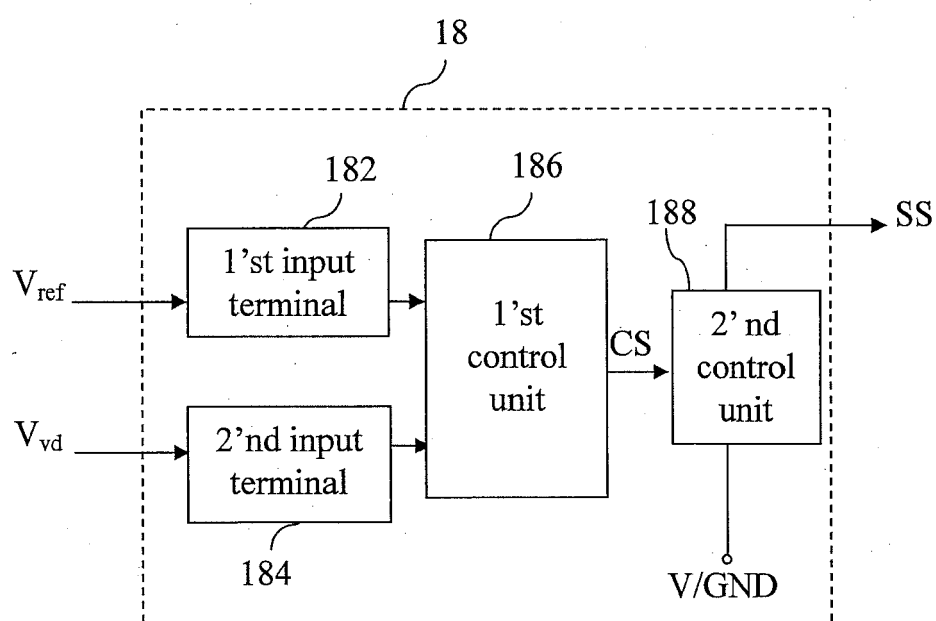 18
182
186
188
SS
V_ref
1'st input
terminal
1'st
control
unit
CS
2'nd
control
unit
V_vd
2'nd input
terminal
184
V/GND